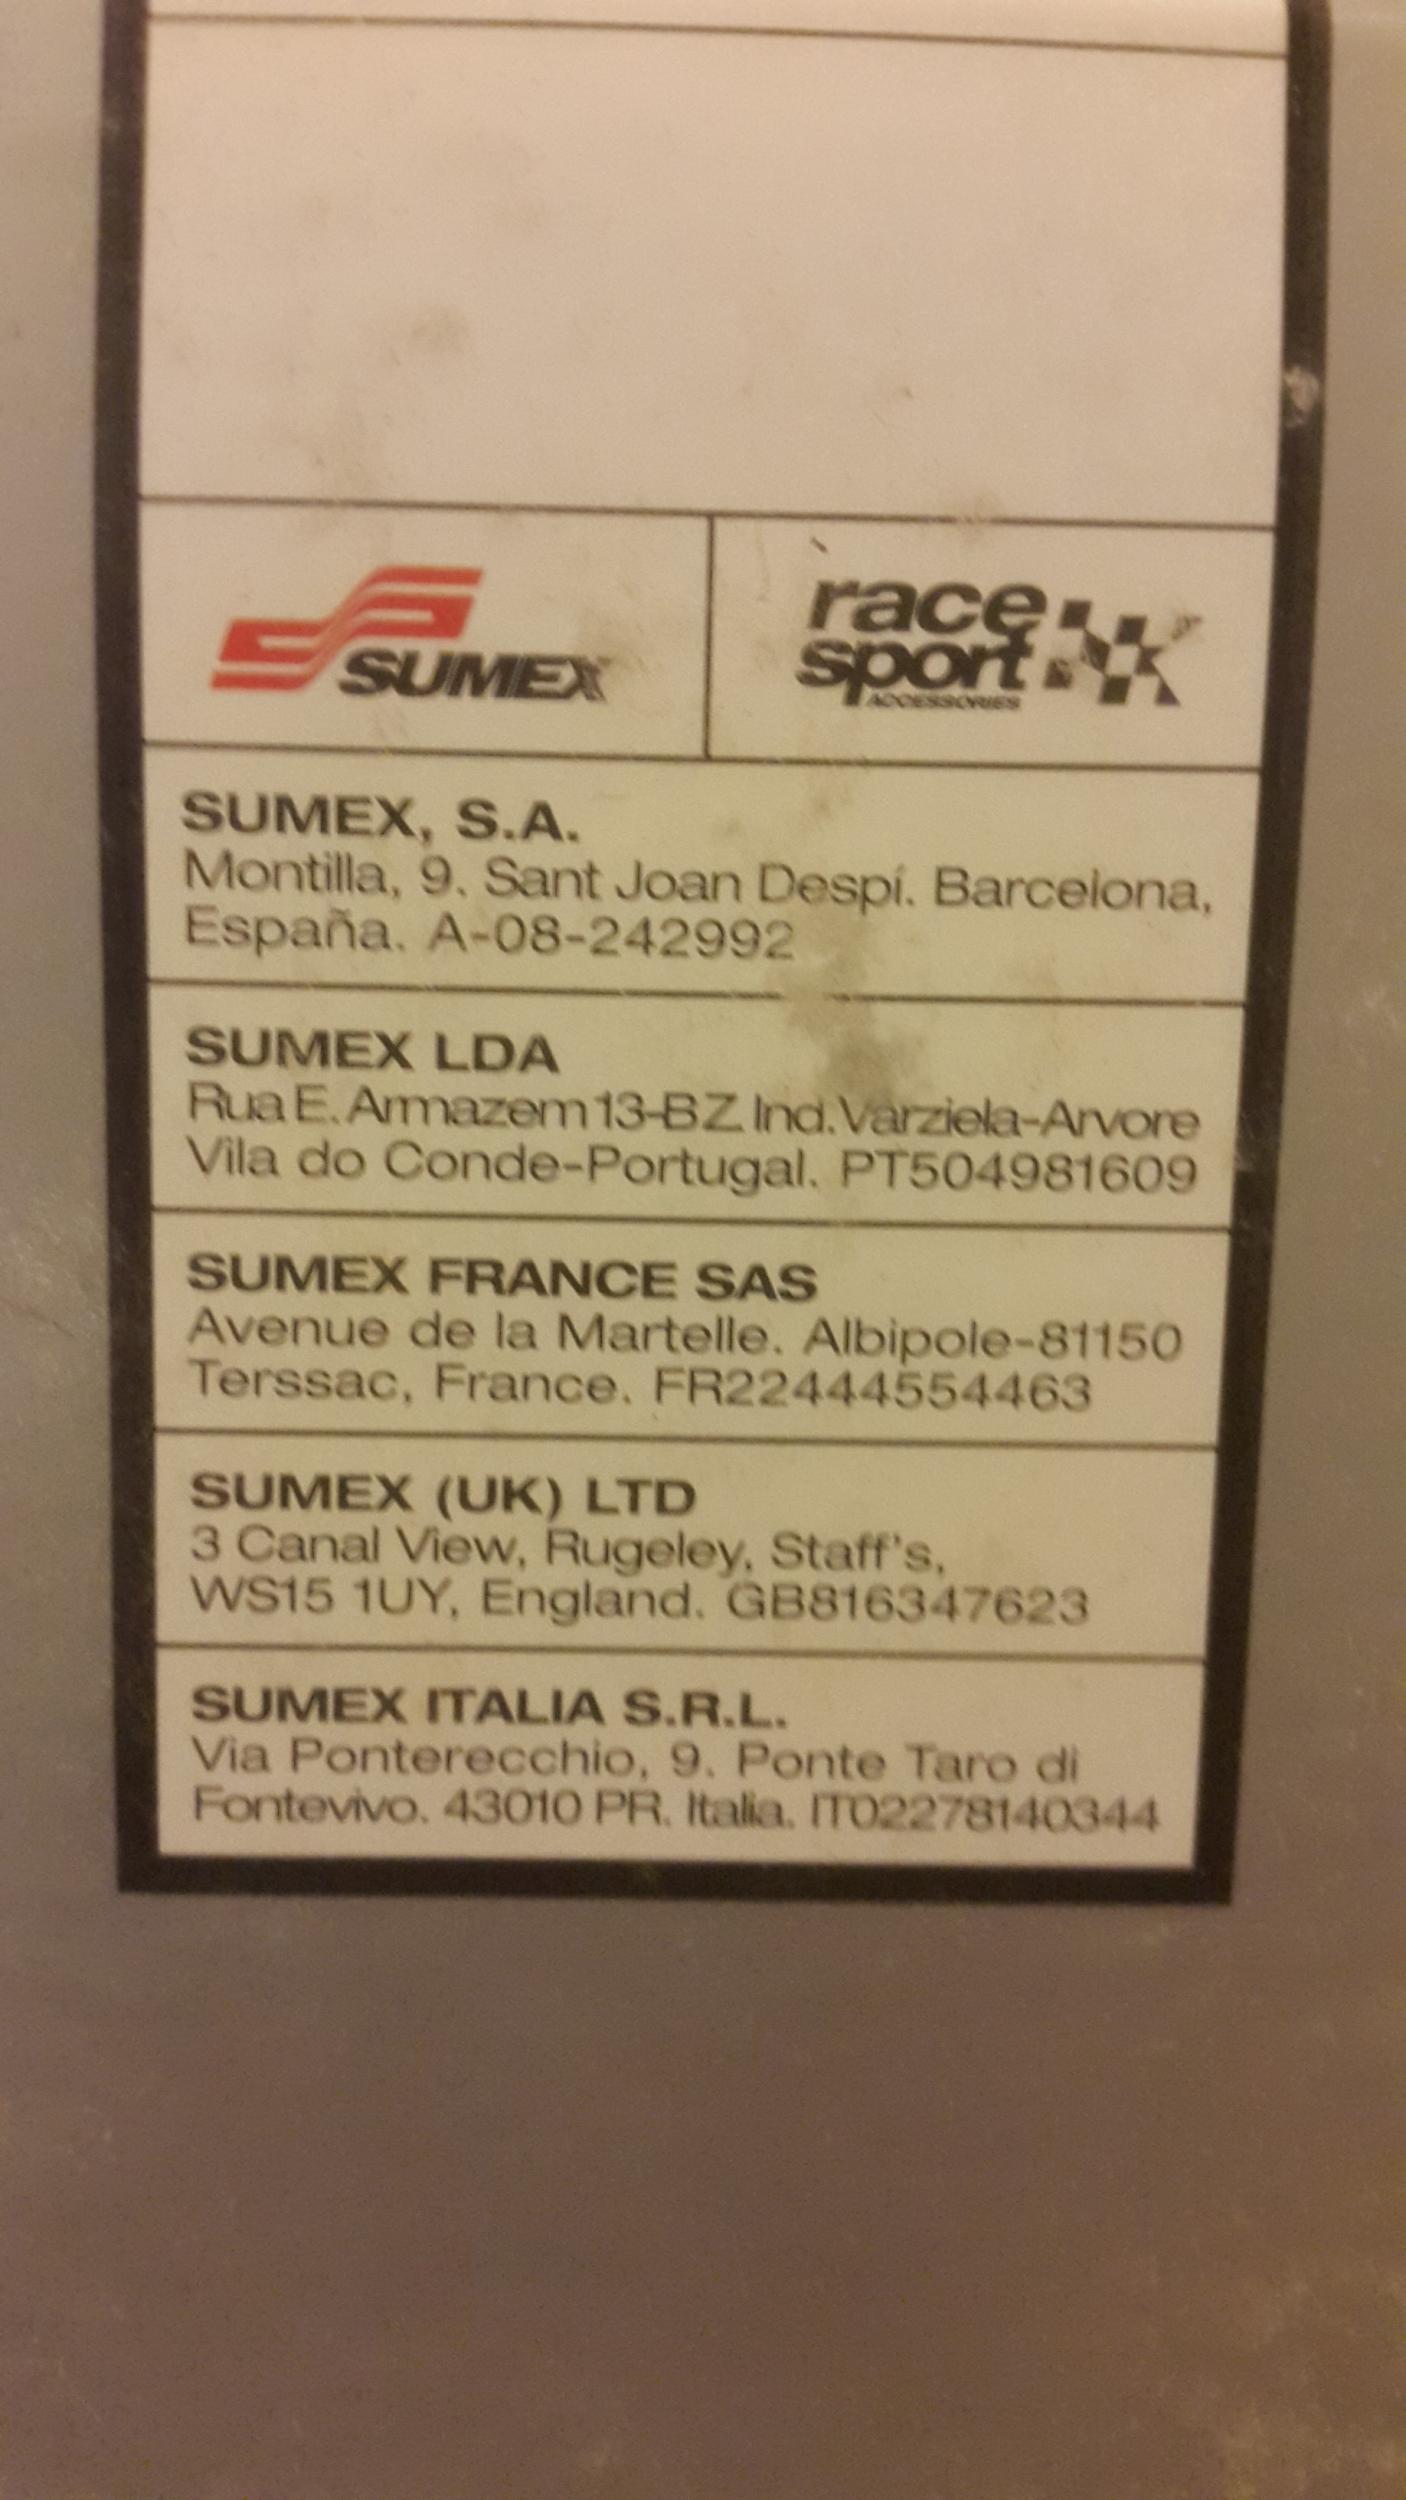 SUMEX
race
sport
ACCESSORIES
SUMEX, S.A.
Montilla, 9. Sant Joan Despí. Barcelona,
España. A-08-242992
SUMEX LDA
Rua E. Armazem 13-B Z. Ind. Varziela-Arvore
Vila do Conde-Portugal. PT504981609
SUMEX FRANCE SAS
Avenue de la Martelle. Albipole-81150
Terssac, France. FR22444554463
SUMEX (UK) LTD
3 Canal View, Rugeley, Staff's,
WS15 1UY, England. GB816347623
SUMEX ITALIA S.R.L.
Via Ponterecchio, 9. Ponte Taro di
Fontevivo. 43010 PR. Italia. IT02278140344